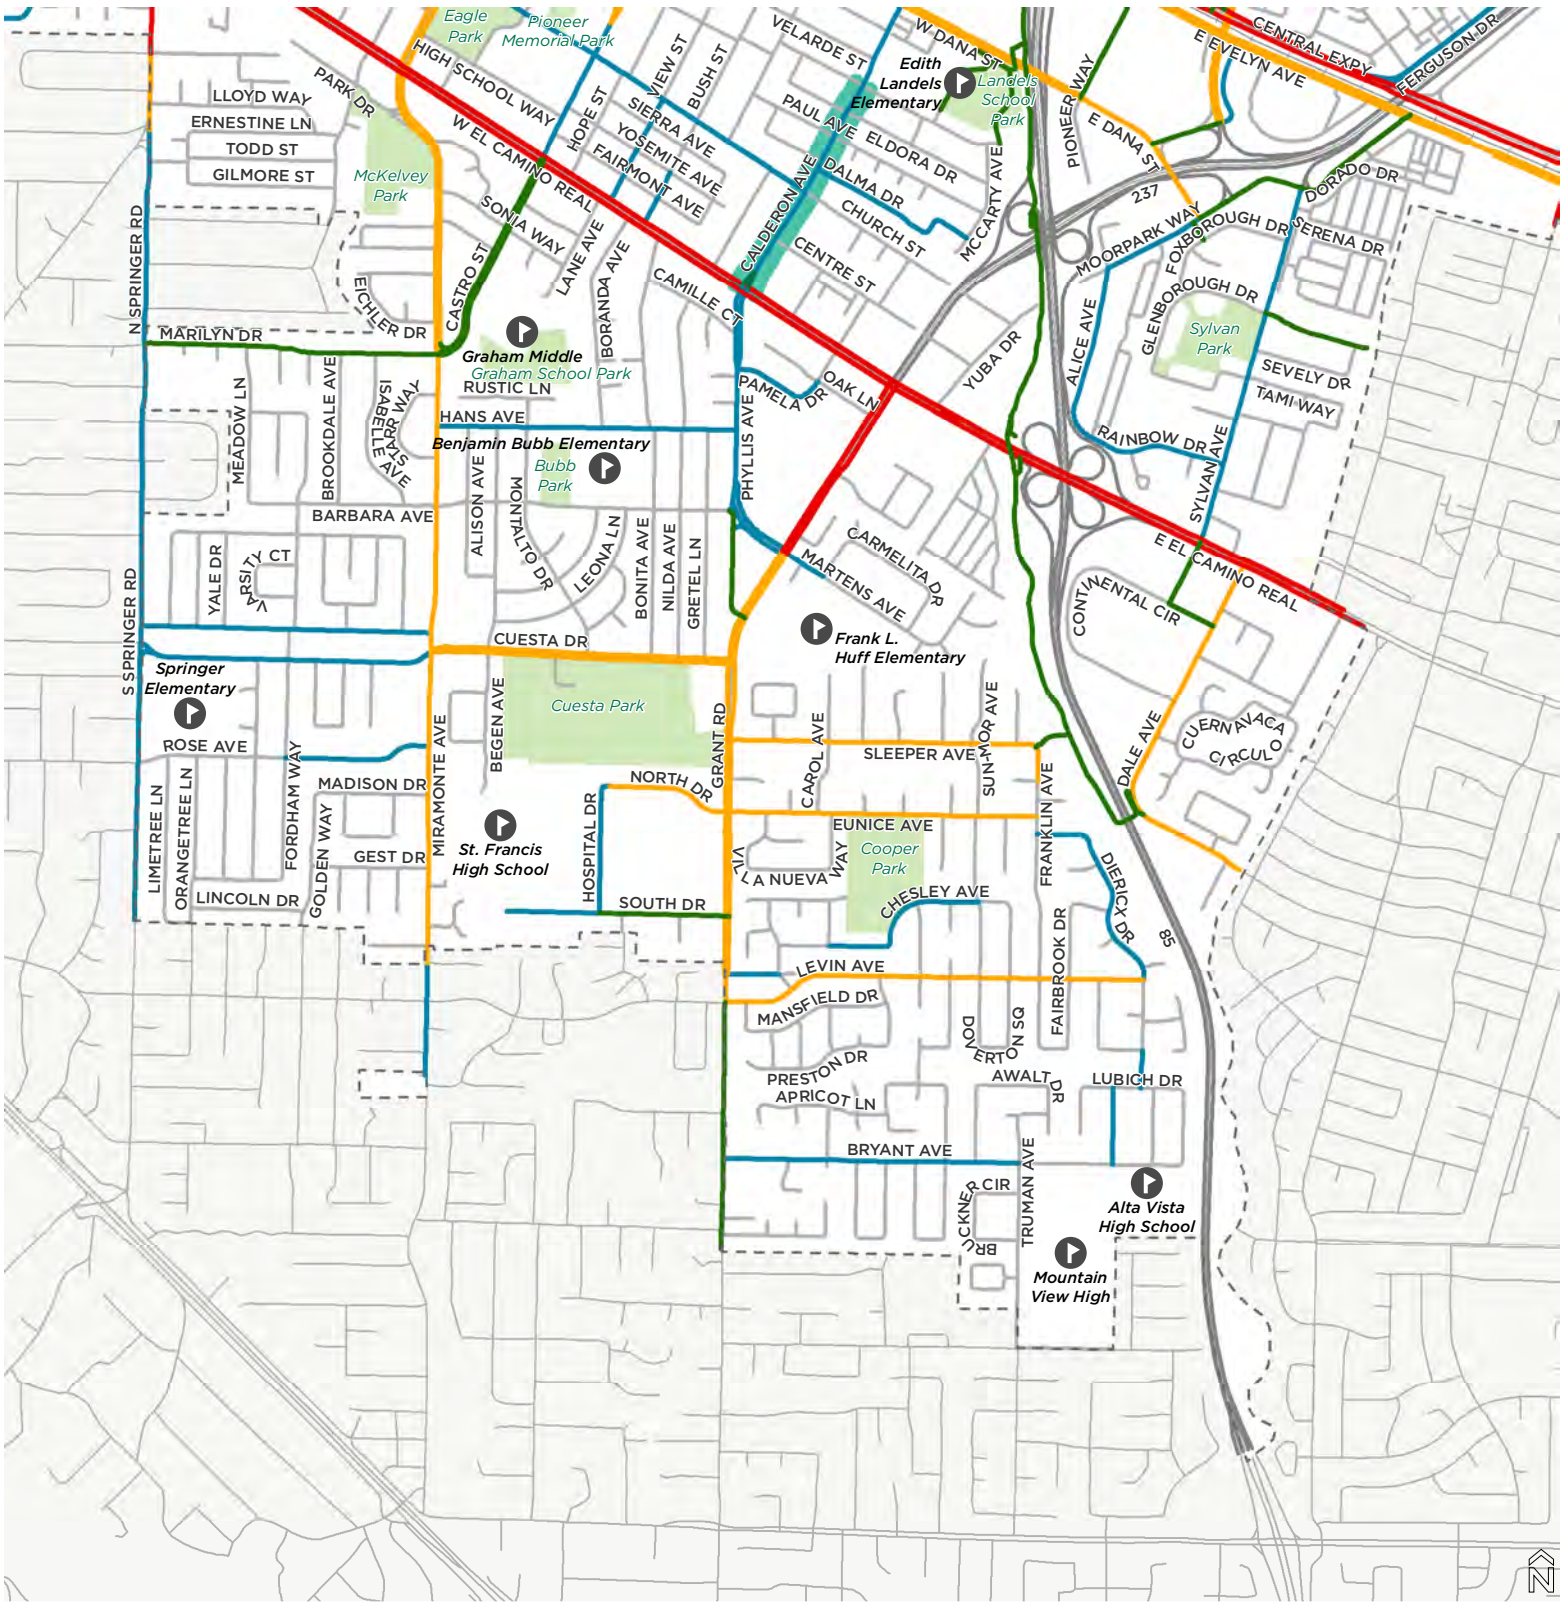 Eagle
Park
Pioneer
Memorial Park
VELARDE ST
W DANA ST
CENTRAL EXPY
FERGUSON DR
E EVELYN AVE
HIGH SCHOOL WAY
VIEW ST
BUSH ST
Edith
Landels
Elementary
Landels
School
Park
PIONEER WAY
PARK DR
LLOYD WAY
ERNESTINE LN
TODD ST
GILMORE ST
McKelvey
Park
W EL CAMINO REAL
HOPE ST
SIERRA AVE
YOSEMITE AVE
FAIRMONT AVE
PAUL AVE
ELDORA DR
DALMA DR
CHURCH ST
CENTRE ST
CALDERON AVE
MCCARTY AVE
E DANA ST
237
MOORPARK WAY
FOXBOROUGH DR
DORADO DR
SERENA DR
N SPRINGER RD
SONIA WAY
LANE AVE
BORANDA AVE
CAMILLE CT
CASTRO ST
EICHLER DR
MARILYN DR
GLENBOROUGH DR
Sylvan
Park
ALICE AVE
SEVELY DR
TAMI WAY
Graham Middle
Graham School Park
RUSTIC LN
HANS AVE
PAMELA DR
OAK LN
YUBA DR
PHYLLIS AVE
RAINBOW DR
SYLVAN AVE
MEADOW LN
BROOKDALE AVE
ISABELLE AVE
STARR WAY
Benjamin Bubb Elementary
Bubb
Park
BARBARA AVE
ALISON AVE
MONTALTO DR
LEONA LN
BONITA AVE
NILDA AVE
GRETEL LN
E EL CAMINO REAL
CARMELITA DR
MARTENS AVE
CONTINENTAL CIR
YALE DR
VARSITY CT
S SPRINGER RD
CUESTA DR
Frank L.
Huff Elementary
Springer
Elementary
Cuesta Park
BEGEN AVE
MIRAMONTE AVE
GRANT RD
SLEEPER AVE
SUN-MOR AVE
CAROL AVE
DALE AVE
CUERNAVACA
CIRCULO
ROSE AVE
FORDHAM WAY
MADISON DR
NORTH DR
HOSPITAL DR
EUNICE AVE
FRANKLIN AVE
LIMETREE LN
ORANGETREE LN
GOLDEN WAY
GEST DR
LINCOLN DR
St. Francis
High School
SOUTH DR
VILLA NUEVA WAY
Cooper
Park
CHESLEY AVE
DIERICX DR
85
LEVIN AVE
FAIRBROOK DR
MANSFIELD DR
DOVERTON SQ
PRESTON DR
AWALT DR
LUBICH DR
APRICOT LN
BRYANT AVE
TRUMAN AVE
BRUCKNER CIR
Alta Vista
High School
Mountain
View High
N